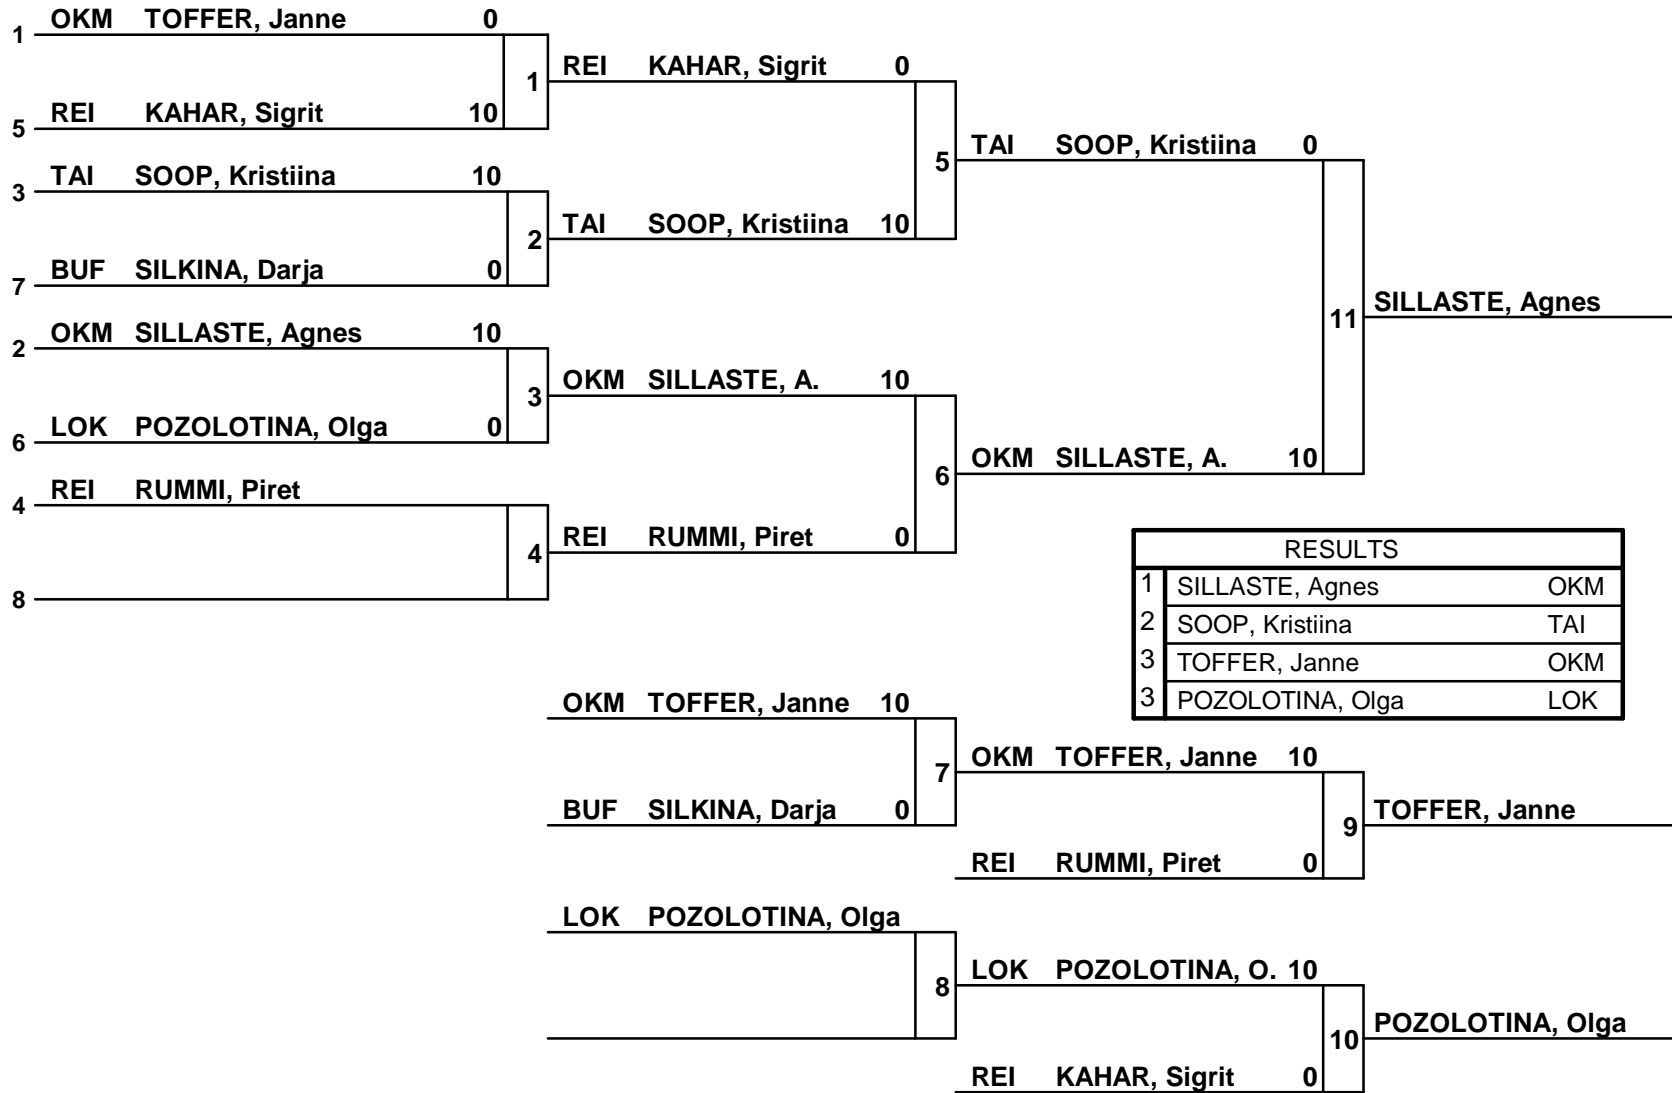 1 OKM TOFFER, Janne 0
5 REI KAHAR, Sigrit 10
1
3 TAI SOOP, Kristiina 10
7 BUF SILKINA, Darja 0
2
2 OKM SILLASTE, Agnes 10
6 LOK POZOLOTINA, Olga 0
3
4 REI RUMMI, Piret
8
4
REI KAHAR, Sigrit 0
TAI SOOP, Kristiina 10
5
OKM SILLASTE, A. 10
REI RUMMI, Piret 0
6
TAI SOOP, Kristiina 0
OKM SILLASTE, A. 10
11
SILLASTE, Agnes
RESULTS
1 SILLASTE, Agnes OKM
2 SOOP, Kristiina TAI
3 TOFFER, Janne OKM
3 POZOLOTINA, Olga LOK
OKM TOFFER, Janne 10
BUF SILKINA, Darja 0
7
OKM TOFFER, Janne 10
REI RUMMI, Piret 0
9
TOFFER, Janne
LOK POZOLOTINA, Olga
8
LOK POZOLOTINA, O. 10
REI KAHAR, Sigrit 0
10
POZOLOTINA, Olga